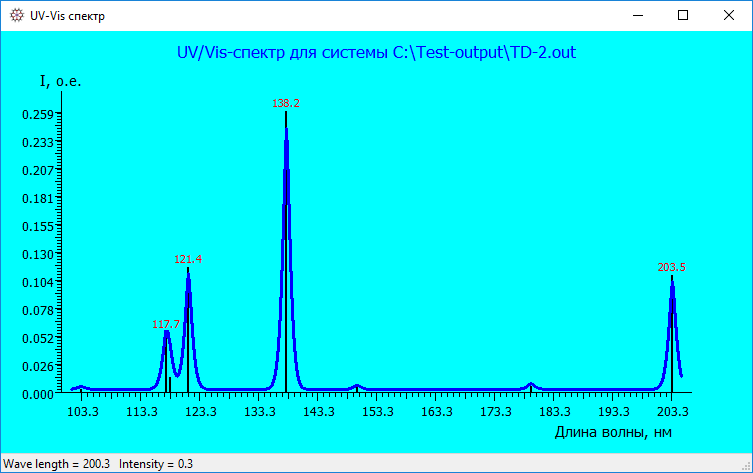 UV-Vis спектр
UV/Vis-спектр для системы C:\Test-output\TD-2.out
I, о.е.
138.2
0.259
0.233
0.207
0.181
0.155
0.130
121.4
203.5
0.104
0.078
117.7
0.052
0.026
0.000
103.3 113.3 123.3 133.3 143.3 153.3 163.3 173.3 183.3 193.3 203.3
Длина волны, нм
Wave length = 200.3 Intensity = 0.3